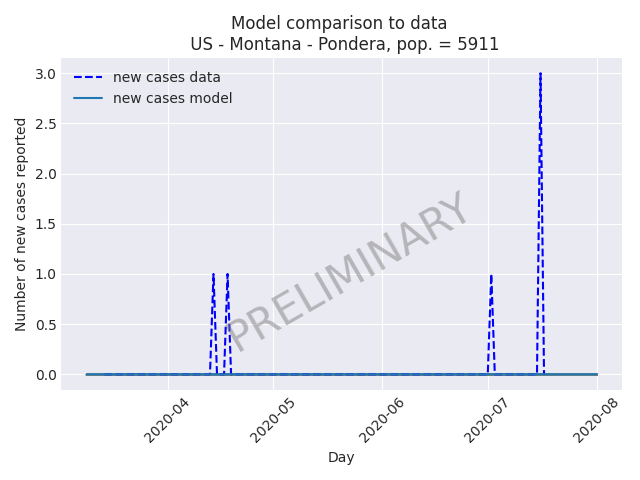 Model comparison to data
US - Montana - Pondera, pop. = 5911
new cases data
new cases model
3.0
2.5
2.0
1.5
1.0
0.5
0.0
Number of new cases reported
PRELIMINARY
2020-04
2020-05
2020-06
2020-07
2020-08
Day